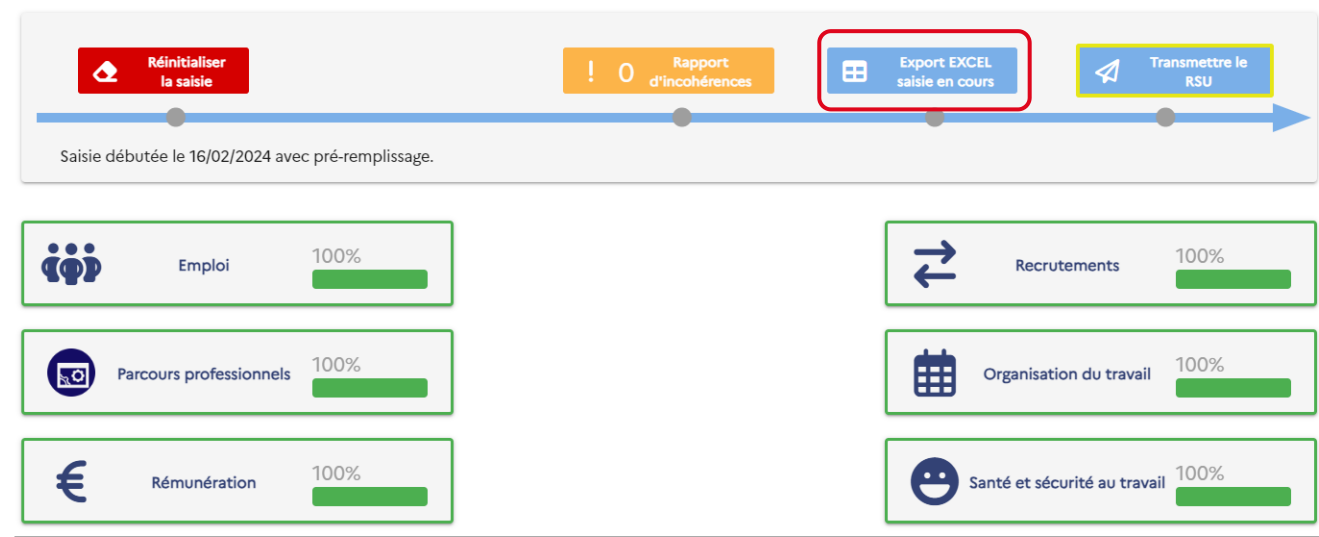 Réinitialiser
la saisie
! 0 Rapport
d'incohérences
Export EXCEL
saisie en cours
Transmettre le
RSU
Saisie débutée le 16/02/2024 avec pré-remplissage.
Emploi 100%
Recrutements 100%
Parcours professionnels 100%
Organisation du travail 100%
€ Rémunération 100%
Santé et sécurité au travail 100%